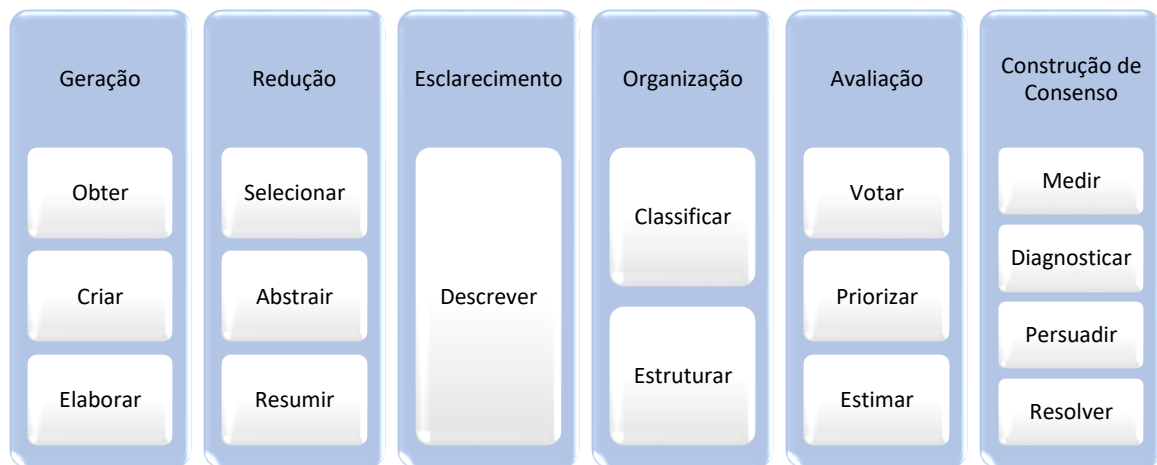 Geração
Obter
Criar
Elaborar
Redução
Selecionar
Abstrair
Resumir
Esclarecimento
Descrever
Organização
Classificar
Estruturar
Avaliação
Votar
Priorizar
Estimar
Construção de
Consenso
Medir
Diagnosticar
Persuadir
Resolver